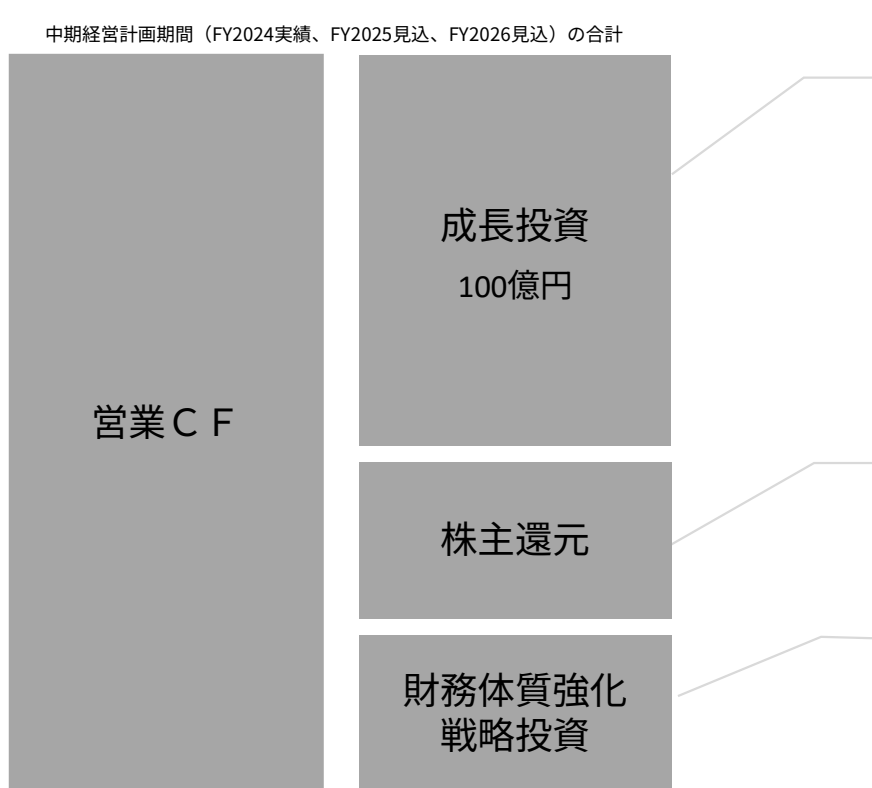 中期経営計画期間（FY2024実績、FY2025見込、FY2026見込）の合計
営業ＣＦ
成長投資
100億円
株主還元
財務体質強化
戦略投資